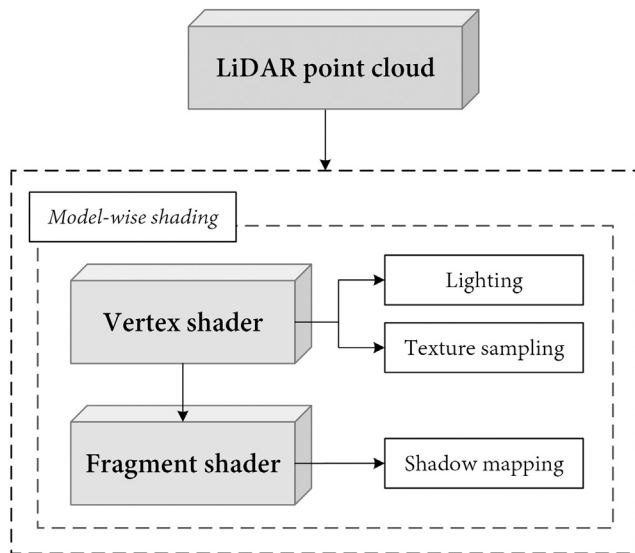 LiDAR point cloud
Model-wise shading
Lighting
Vertex shader
Texture sampling
Fragment shader
Shadow mapping